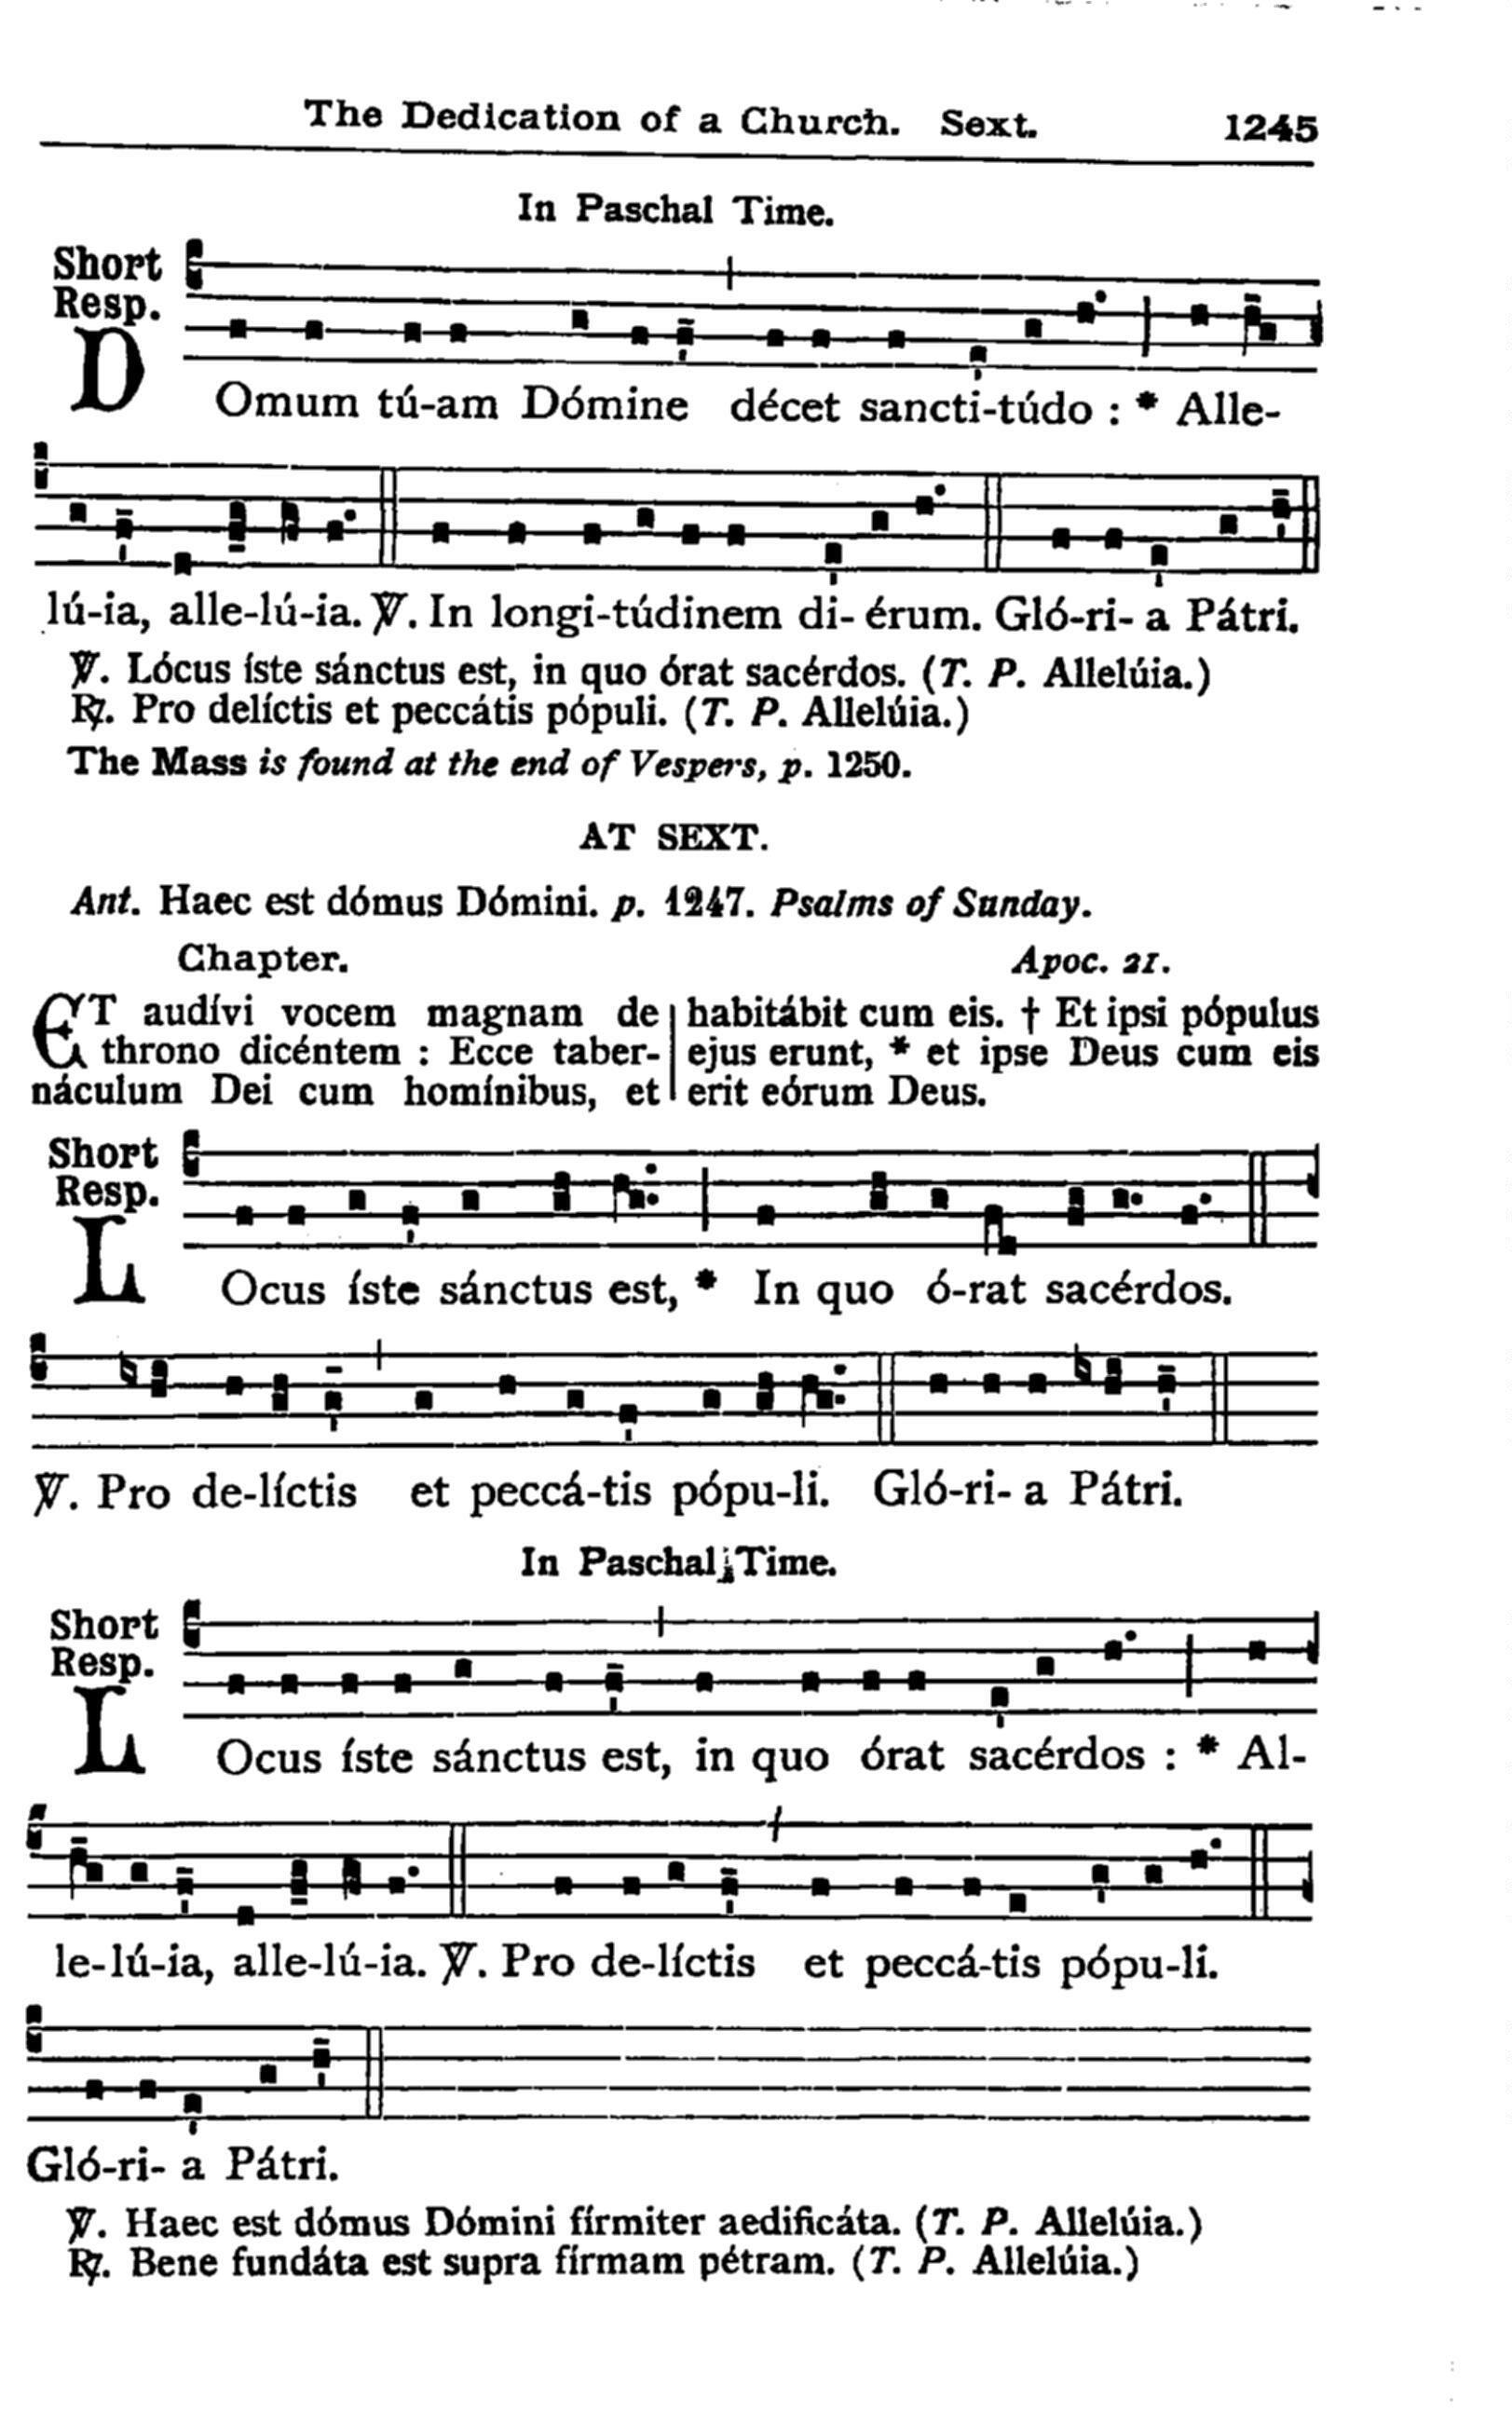 The Dedication of a Church. Sext. 1245
In Paschal Time.
Short
Resp.
DOmum tú-am Dómine décet sancti-túdo : * Alle-
lú-ia, alle-lú-ia. ℣. In longi-túdinem di- érum. Gló-ri- a Pátri.
℣. Lócus íste sánctus est, in quo órat sacérdos. (T. P. Allelúia.)
℟. Pro delíctis et peccátis pópuli. (T. P. Allelúia.)
The Mass is found at the end of Vespers, p. 1250.
AT SEXT.
Ant. Haec est dómus Dómini. p. 1247. Psalms of Sunday.
Chapter. Apoc. 21.
ET audívi vocem magnam de
throno dicéntem : Ecce taber-
náculum Dei cum homínibus, et
habitábit cum eis. † Et ipsi pópulus
ejus erunt, * et ipse Deus cum eis
erit eórum Deus.
Short
Resp.
LOcus íste sánctus est, * In quo ó-rat sacérdos.
℣. Pro de-líctis et peccá-tis pópu-li. Gló-ri- a Pátri.
In Paschal Time.
Short
Resp.
LOcus íste sánctus est, in quo órat sacérdos : * Al-
le-lú-ia, alle-lú-ia. ℣. Pro de-líctis et peccá-tis pópu-li.
Gló-ri- a Pátri.
℣. Haec est dómus Dómini fírmiter aedificáta. (T. P. Allelúia.)
℟. Bene fundáta est supra fírmam pétram. (T. P. Allelúia.)